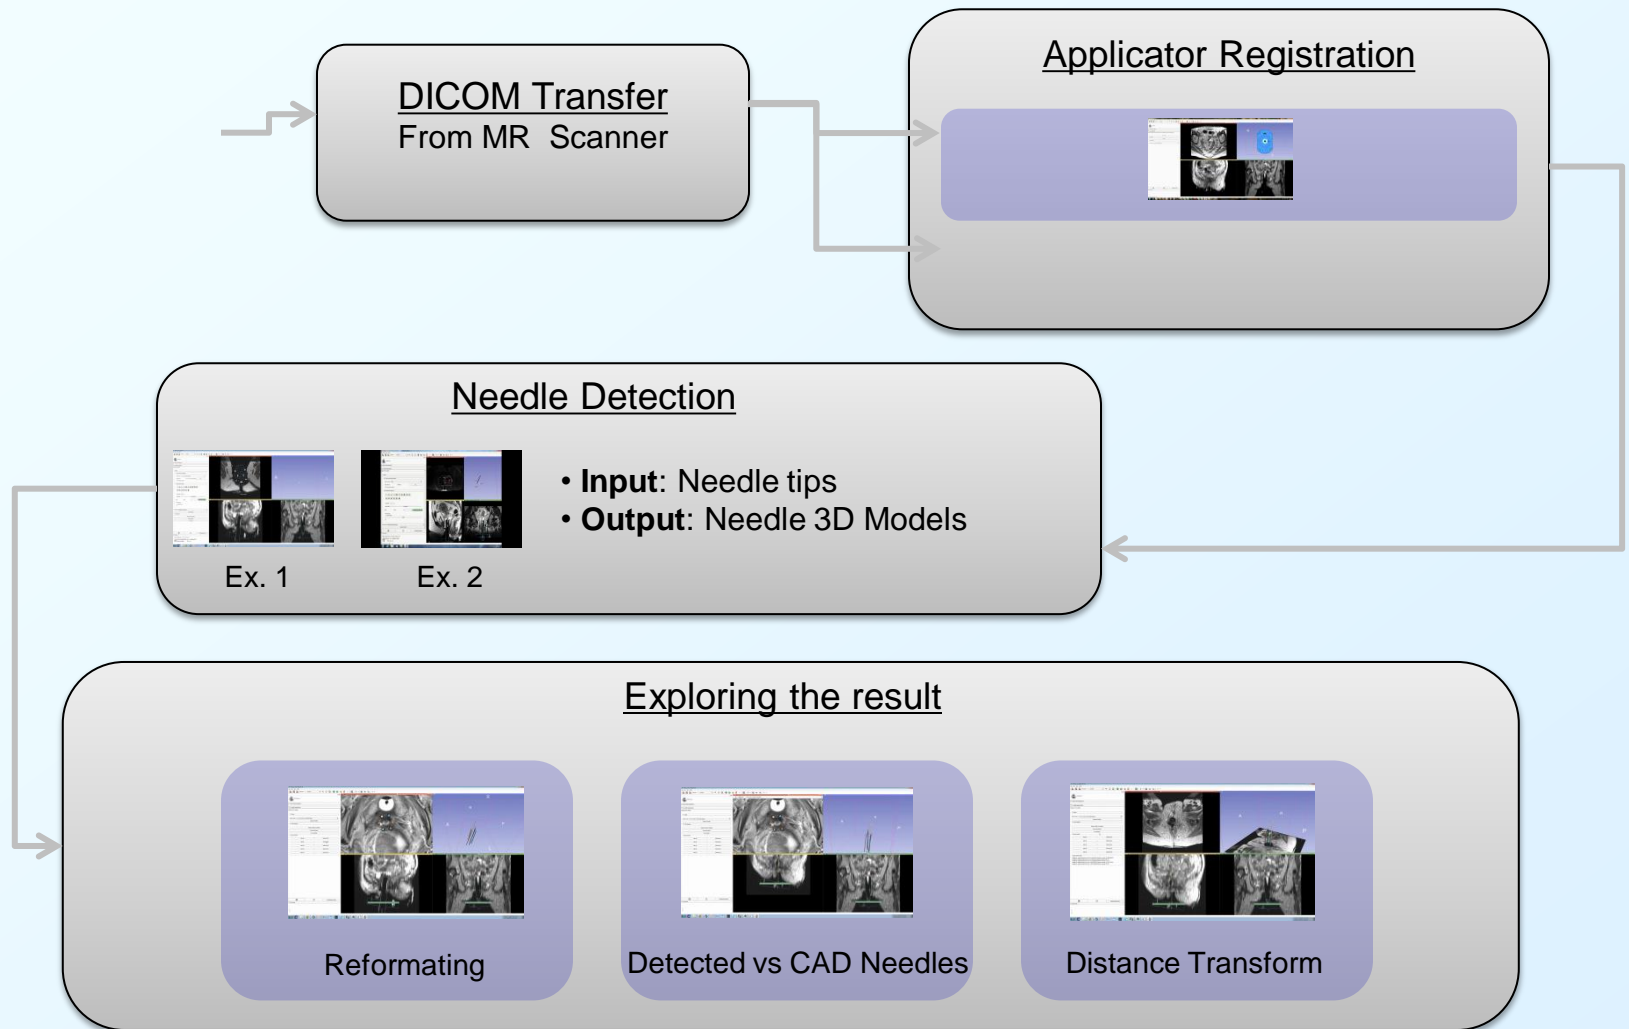 DICOM Transfer
From MR Scanner
Applicator Registration
Needle Detection
• Input: Needle tips
• Output: Needle 3D Models
Ex. 1
Ex. 2
Exploring the result
Reformating
Detected vs CAD Needles
Distance Transform